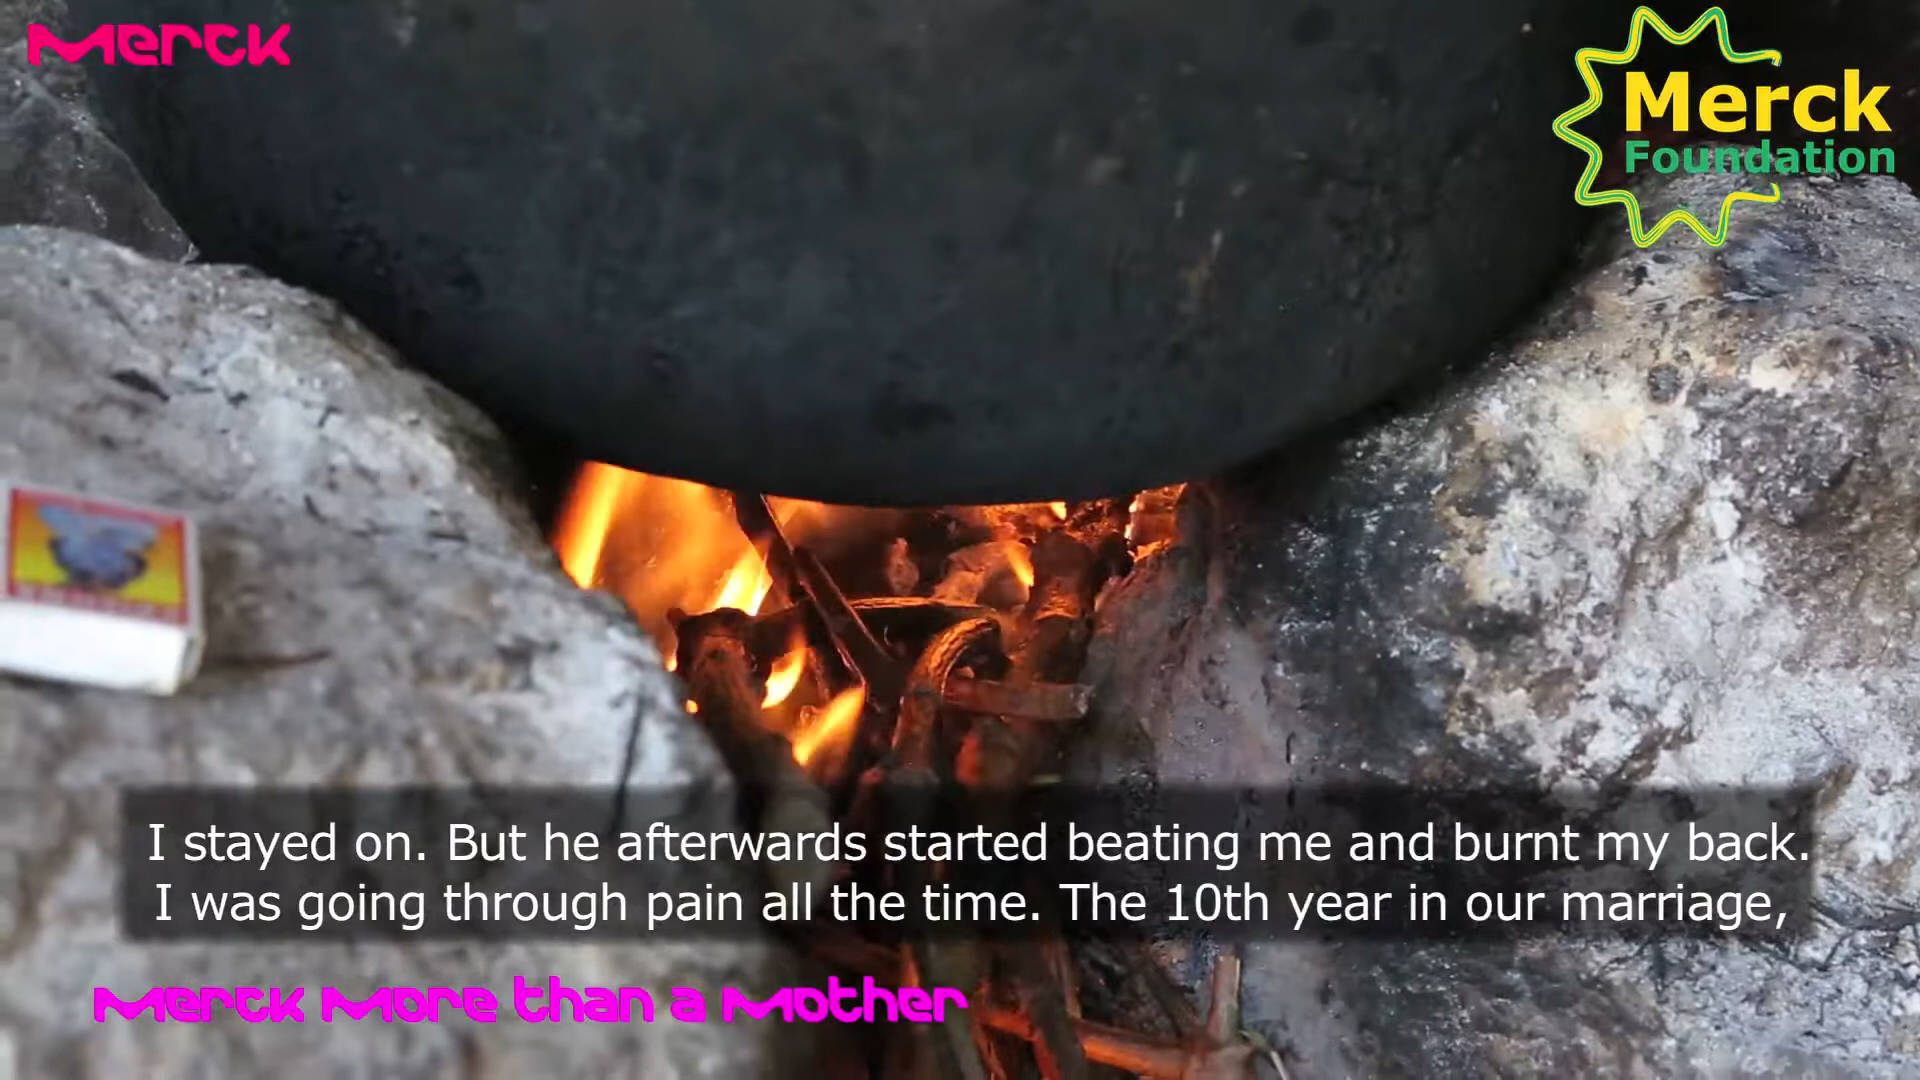 Merck
Merck
Foundation
I stayed on. But he afterwards started beating me and burnt my back.
I was going through pain all the time. The 10th year in our marriage,
Merck More than a Mother